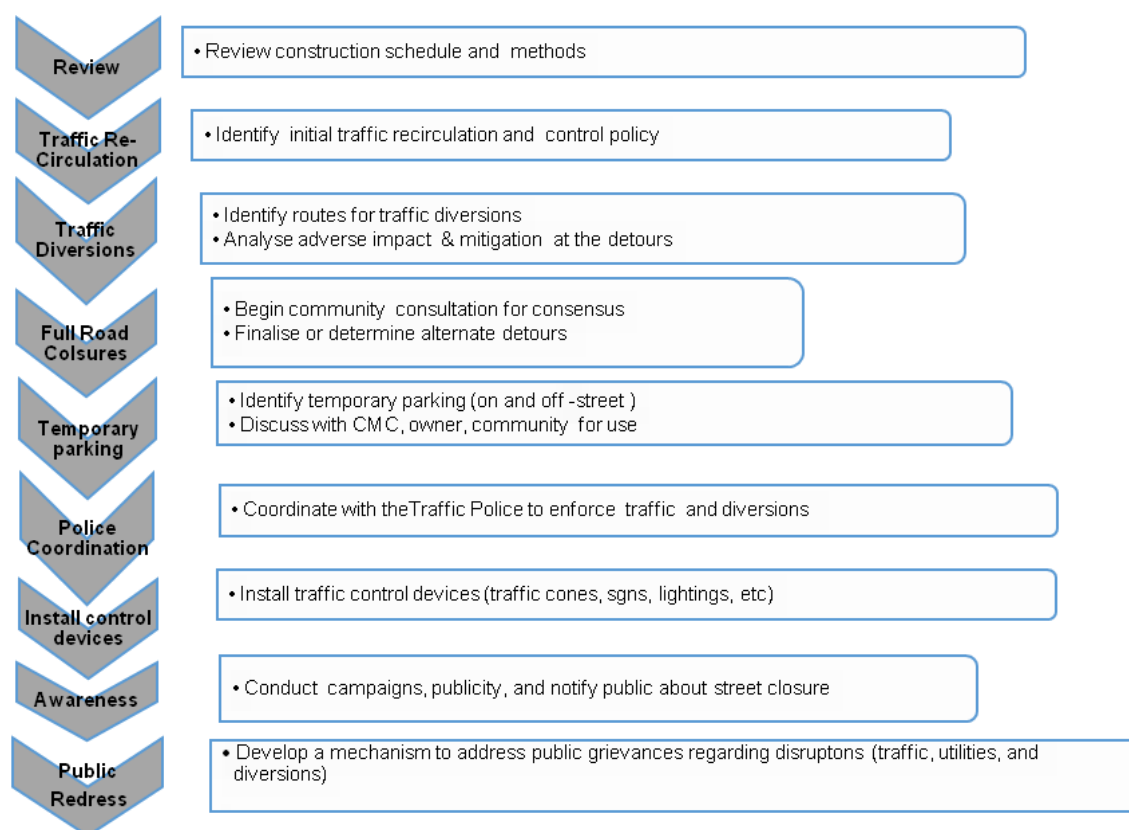 Review
• Review construction schedule and methods
Traffic Re-
Circulation
• Identify initial traffic recirculation and control policy
Traffic
Diversions
• Identify routes for traffic diversions
• Analyse adverse impact & mitigation at the detours
Full Road
Colsures
• Begin community consultation for consensus
• Finalise or determine alternate detours
Temporary
parking
• Identify temporary parking (on and off -street )
• Discuss with CMC, owner, community for use
Police
Coordination
• Coordinate with theTraffic Police to enforce traffic and diversions
Install control
devices
• Install traffic control devices (traffic cones, sgns, lightings, etc)
Awareness
• Conduct campaigns, publicity, and notify public about street closure
Public
Redress
• Develop a mechanism to address public grievances regarding disruptons (traffic, utilities, and
diversions)